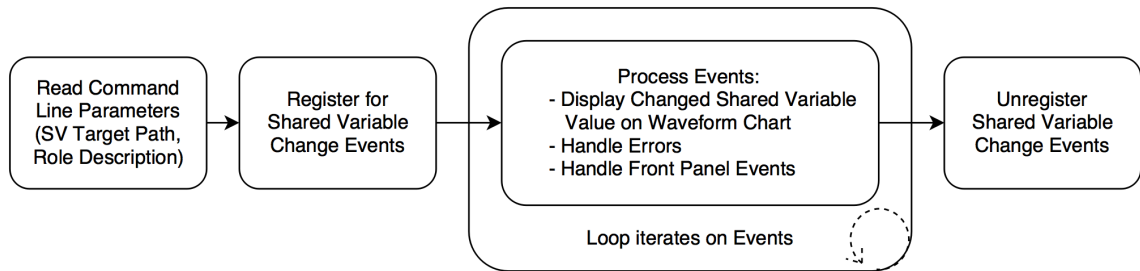 Read Command
Line Parameters
(SV Target Path,
Role Description)
Register for
Shared Variable
Change Events
Process Events:
- Display Changed Shared Variable
Value on Waveform Chart
- Handle Errors
- Handle Front Panel Events
Loop iterates on Events
Unregister
Shared Variable
Change Events